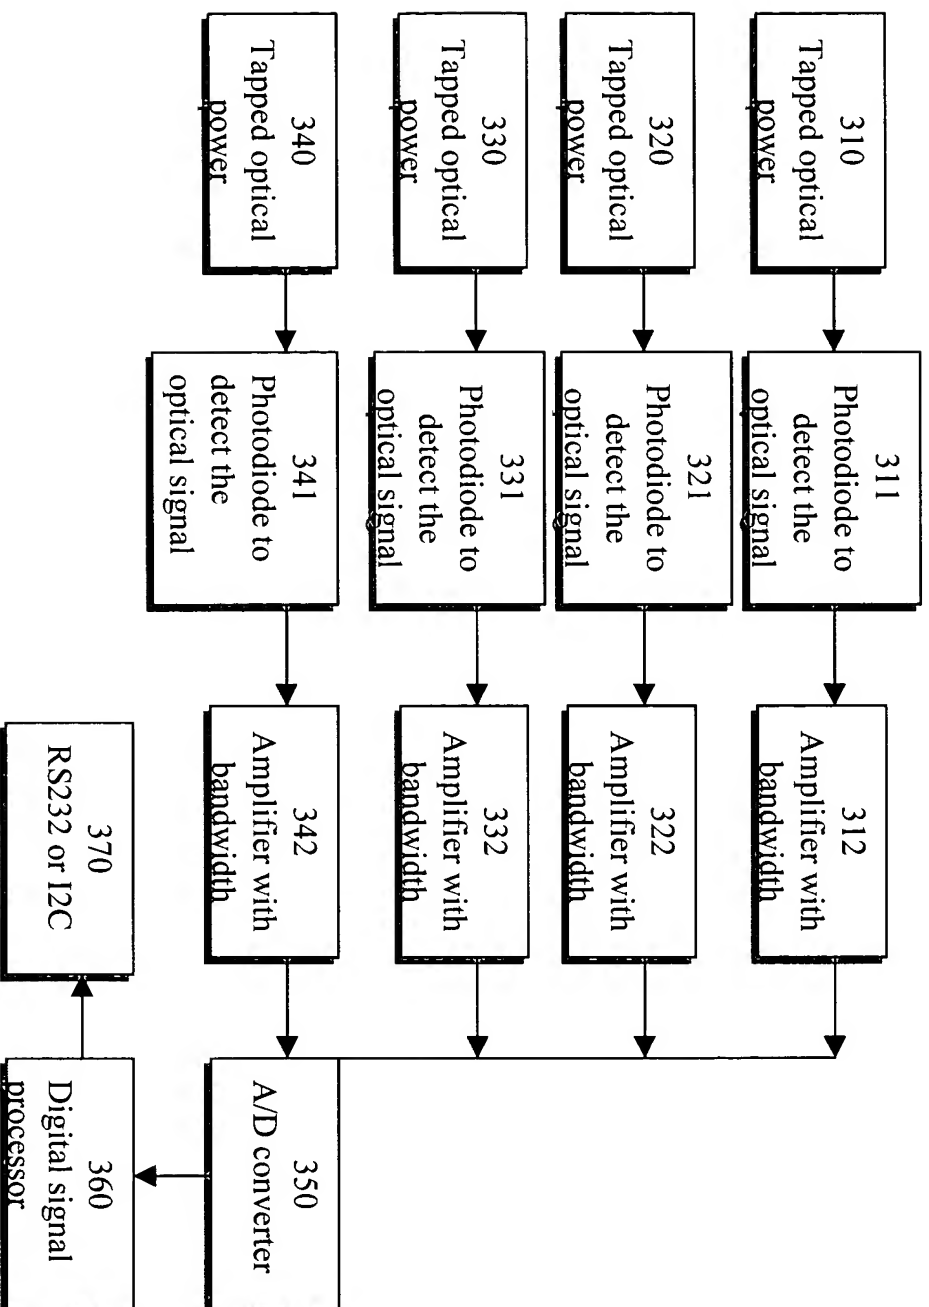 310
Tapped optical
power
311
Photodiode to
detect the
optical signal
312
Amplifier with
bandwidth
320
Tapped optical
power
321
Photodiode to
detect the
optical signal
322
Amplifier with
bandwidth
330
Tapped optical
power
331
Photodiode to
detect the
optical signal
332
Amplifier with
bandwidth
340
Tapped optical
power
341
Photodiode to
detect the
optical signal
342
Amplifier with
bandwidth
350
A/D converter
370
RS232 or I2C
360
Digital signal
processor